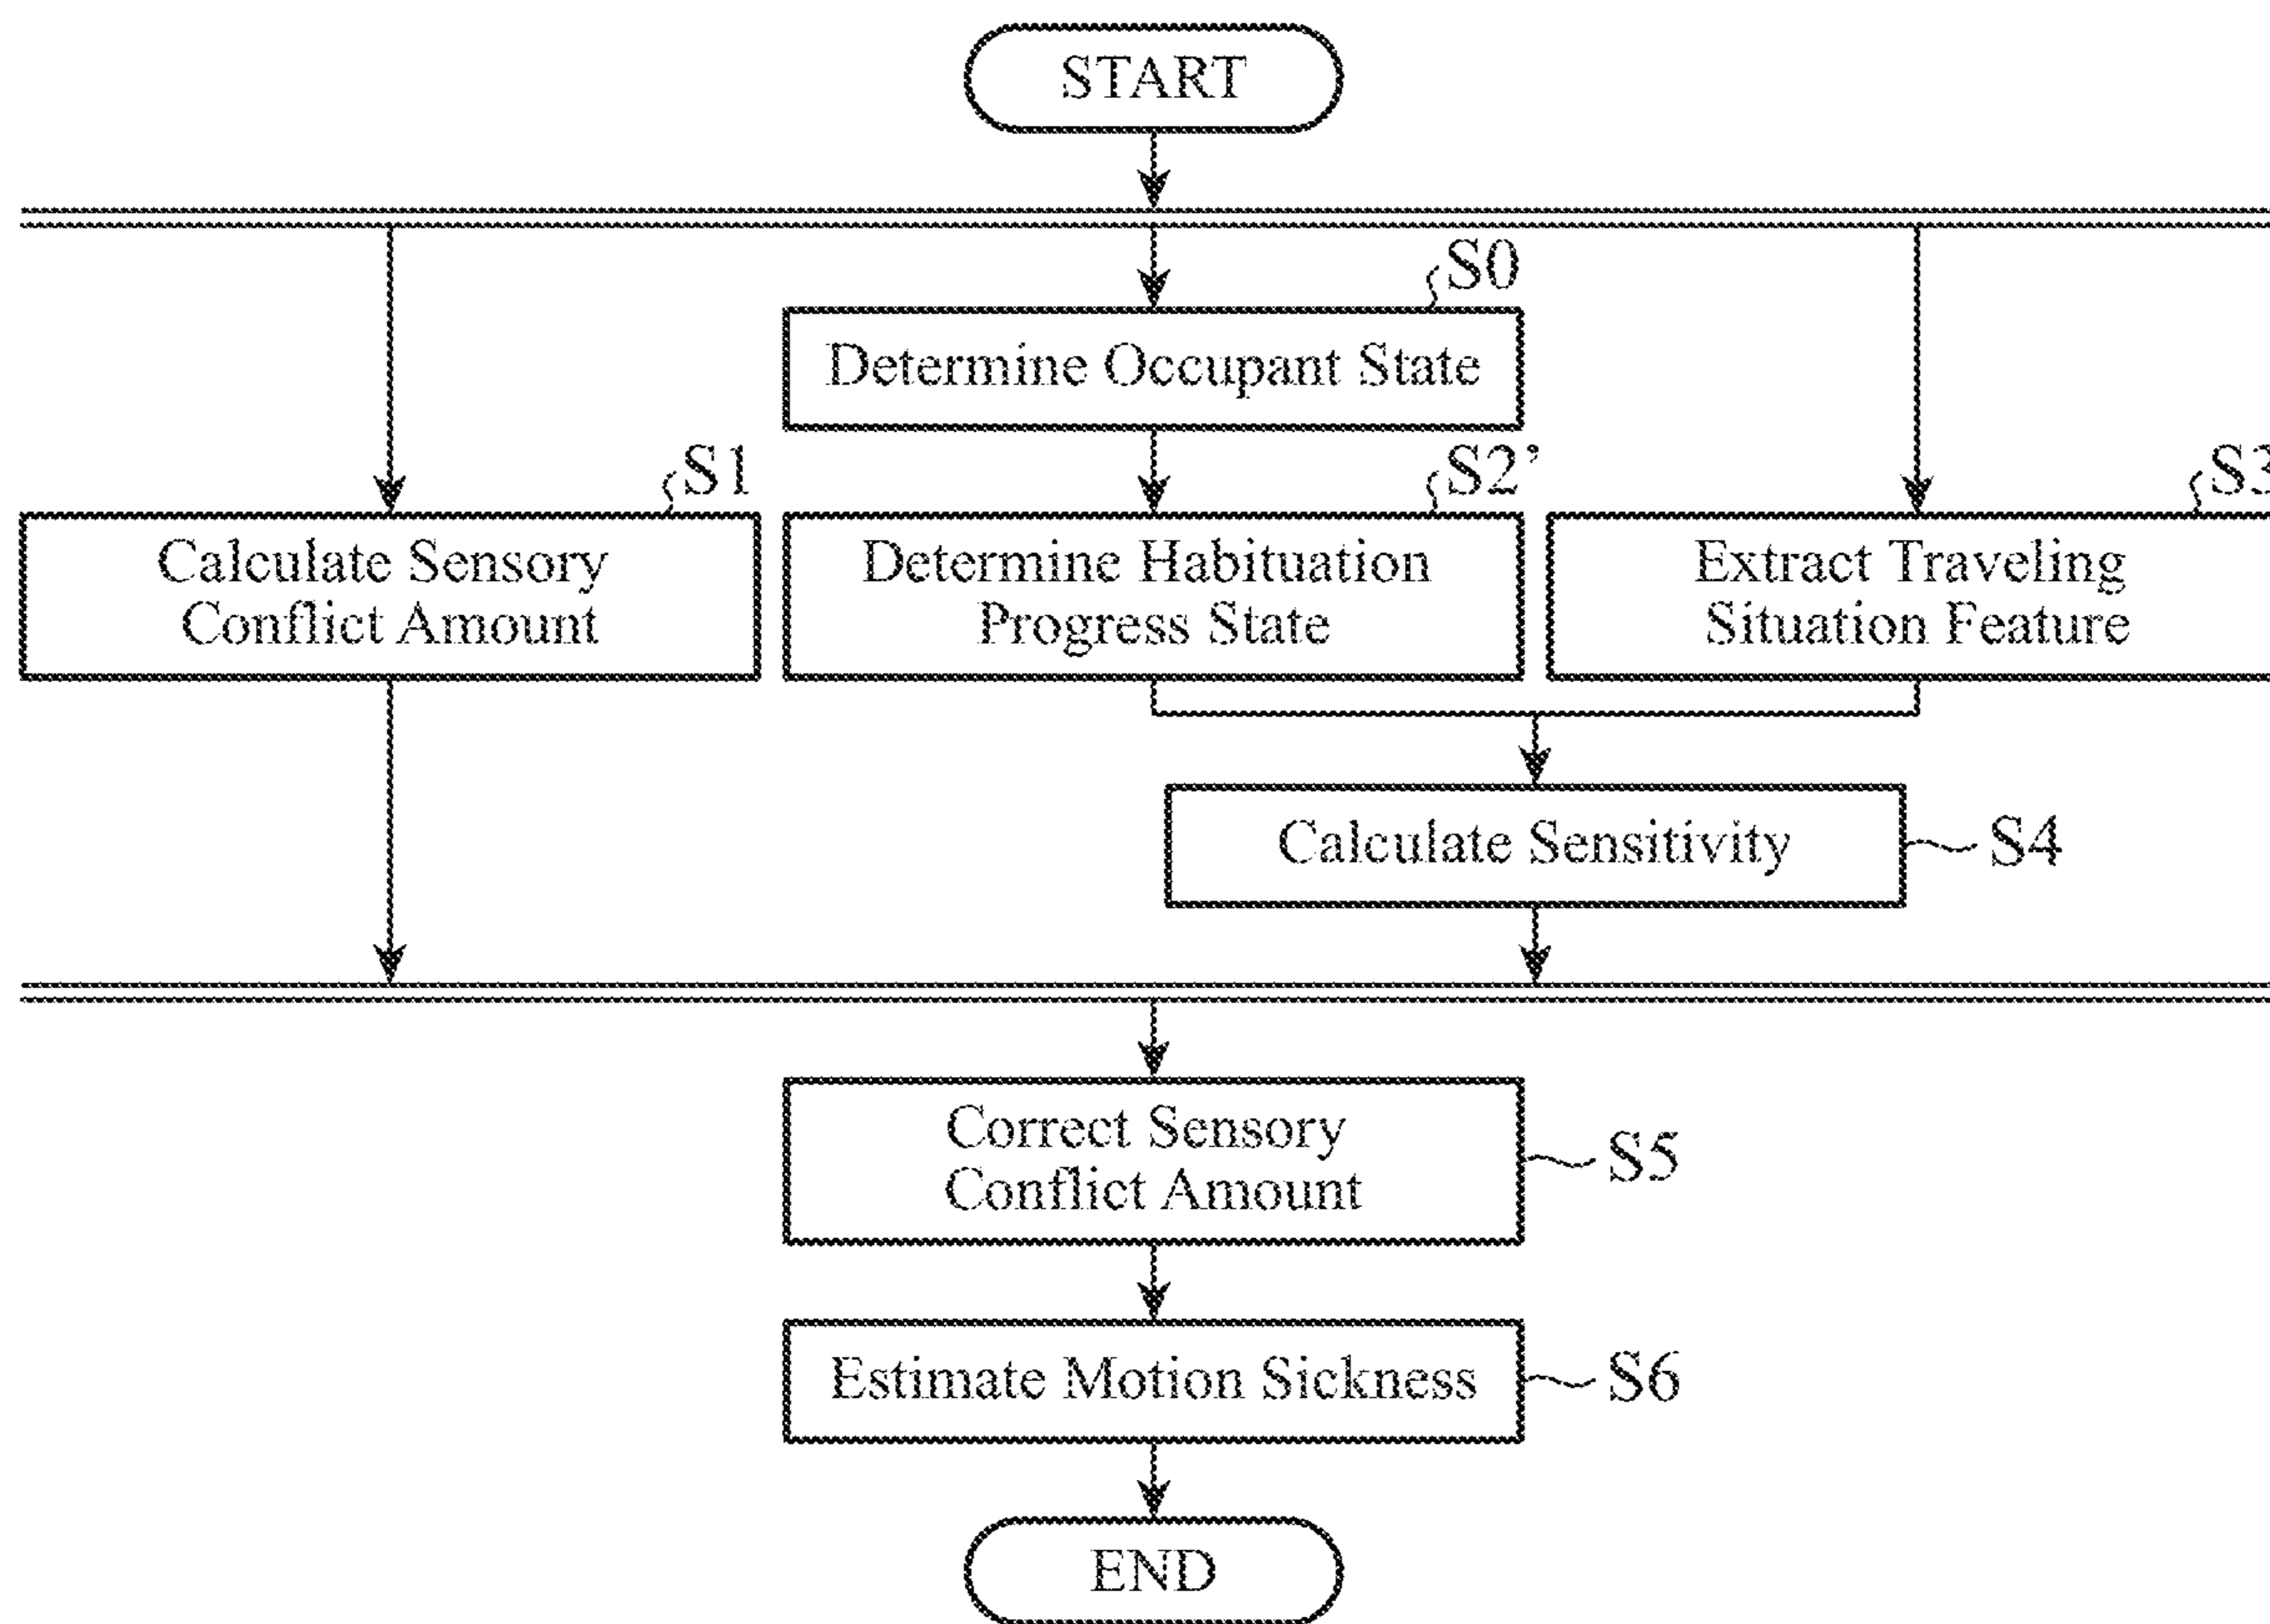 START
S0
Determine Occupant State
S1
S2’
S3
Calculate Sensory
Conflict Amount
Determine Habituation
Progress State
Extract Traveling
Situation Feature
Calculate Sensitivity
S4
Correct Sensory
Conflict Amount
S5
Estimate Motion Sickness
S6
END